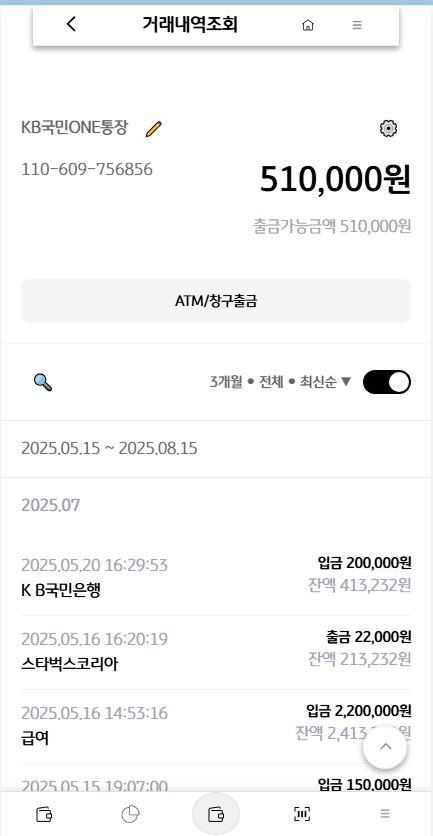 거래내역조회
KB국민ONE통장
110-609-756856
510,000원
출금가능금액 510,000원
ATM/창구출금
3개월 • 전체 • 최신순 ▼
2025.05.15 ~ 2025.08.15
2025.07
2025.05.20 16:29:53
입금 200,000원
K B국민은행
잔액 413,232원
2025.05.16 16:20:19
출금 22,000원
스타벅스코리아
잔액 213,232원
2025.05.16 14:53:16
입금 2,200,000원
급여
잔액 2,413
2025.05.15 19:07:00
입금 150,000원